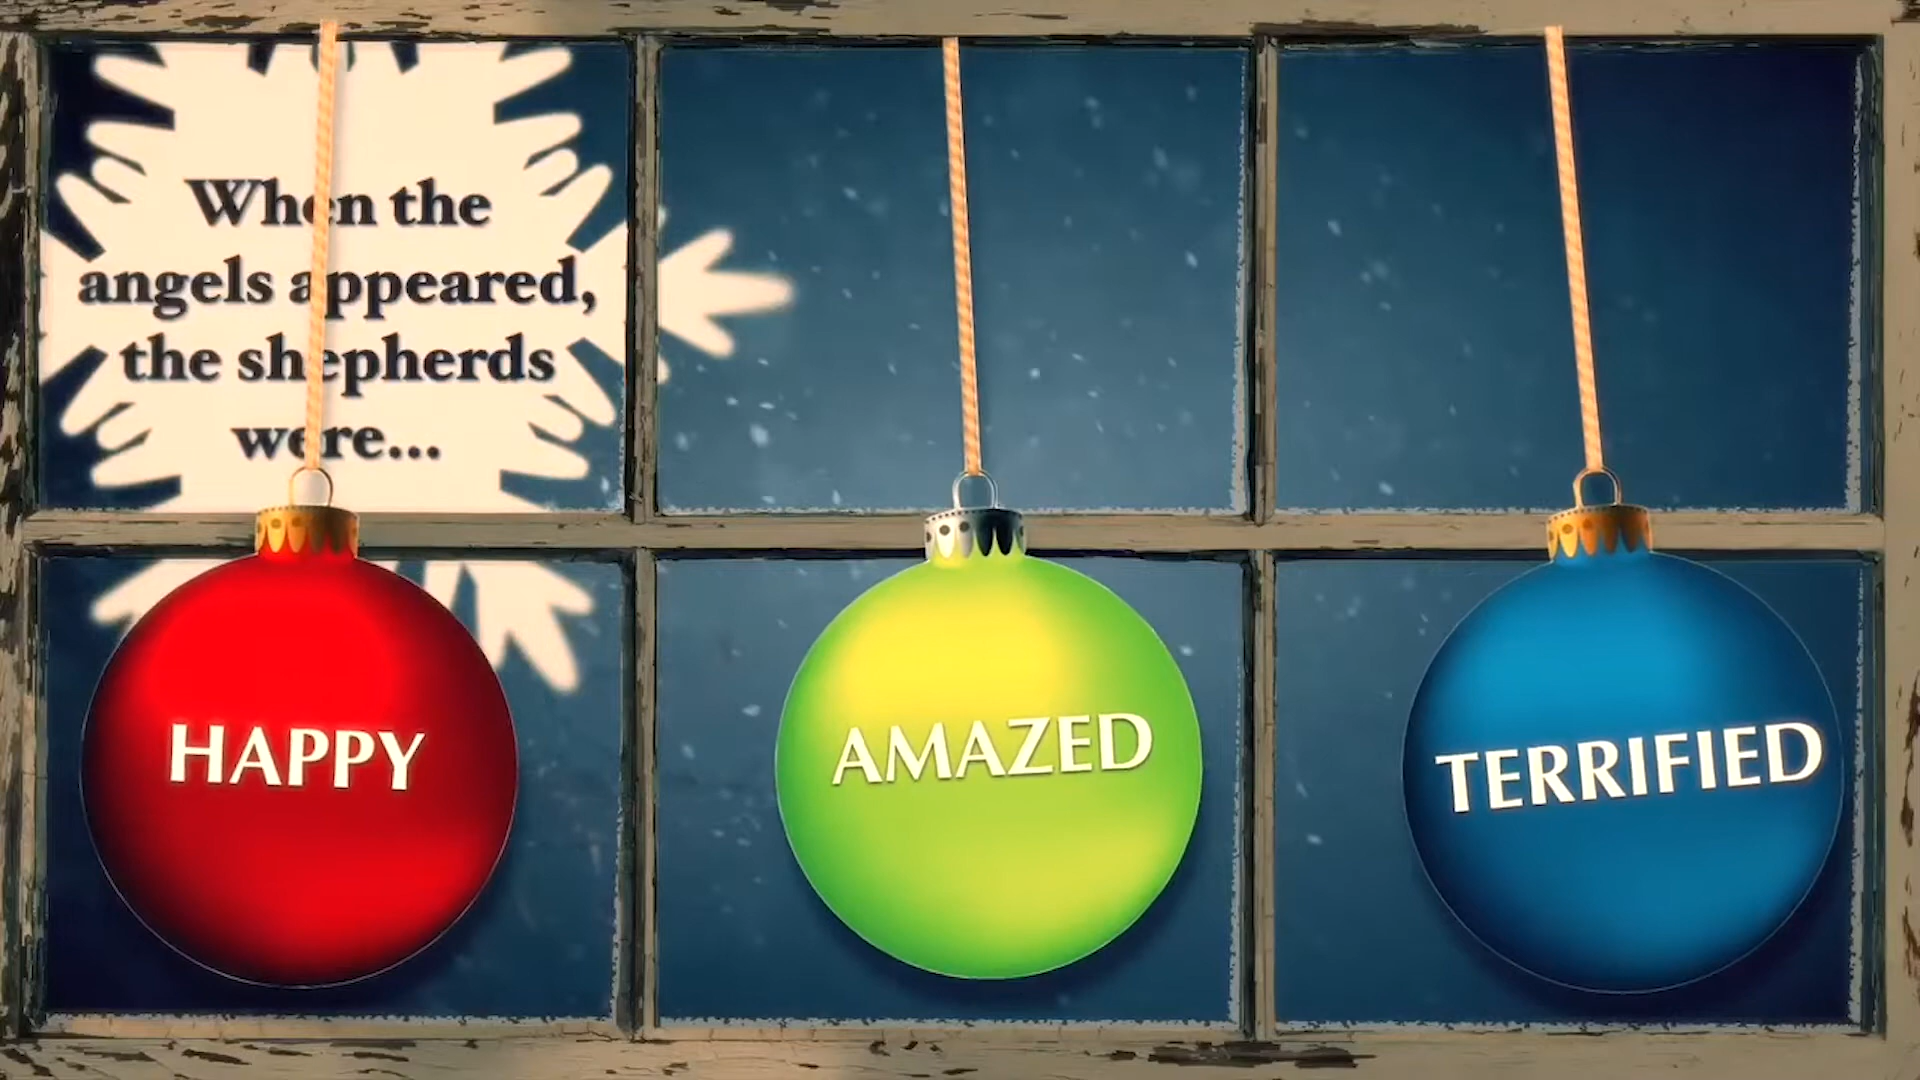 When the
angels appeared,
the shepherds
were...
HAPPY
AMAZED
TERRIFIED